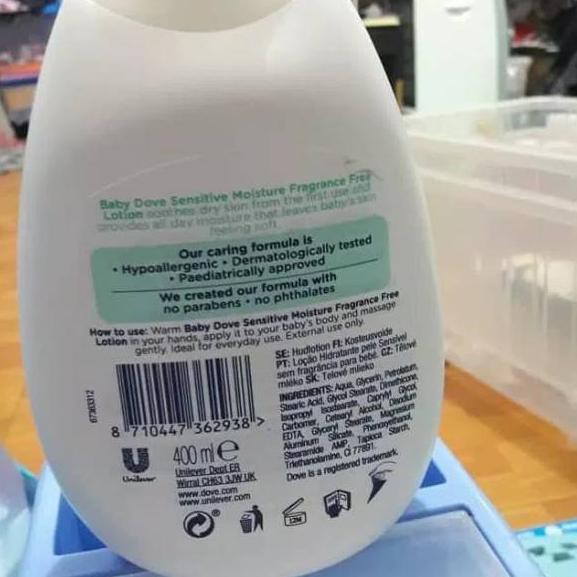 Baby Dove Sensitive Moisture Fragrance Free
Lotion soothes dry skin from the first use and
provides all day moisture that leaves baby's skin
feeling soft
Our caring formula is
• Hypoallergenic • Dermatologically tested
• Paediatrically approved
We created our formula with
no parabens • no phthalates
How to use: Warm Baby Dove Sensitive Moisture Fragrance Free
Lotion in your hands, apply it to your baby's body and massage
gently. Ideal for everyday use. External use only.
SE: Hudlotion FI: Kosteusvoide
PT: Loção Hidratante pele Sensível
sem fragrância para bebé. CZ: Tělové
mléko SK: Telové mlieko
INGREDIENTS: Aqua, Glycerin, Petrolatum,
Stearic Acid, Glycol Stearate, Dimethicone,
Isopropyl Isostearate, Caprylyl Glycol,
Carbomer, Cetearyl Alcohol, Disodium
EDTA, Glyceryl Stearate, Magnesium
Aluminum Silicate, Phenoxyethanol,
Stearamide AMP, Tapioca Starch,
Triethanolamine, CI 77891.
Dove is a registered trademark.
67363312
8 710447 362938 >
Unilever
400 ml e
Unilever Dept ER
Wirral CH63 3JW UK
www.dove.com
www.unilever.com
12M